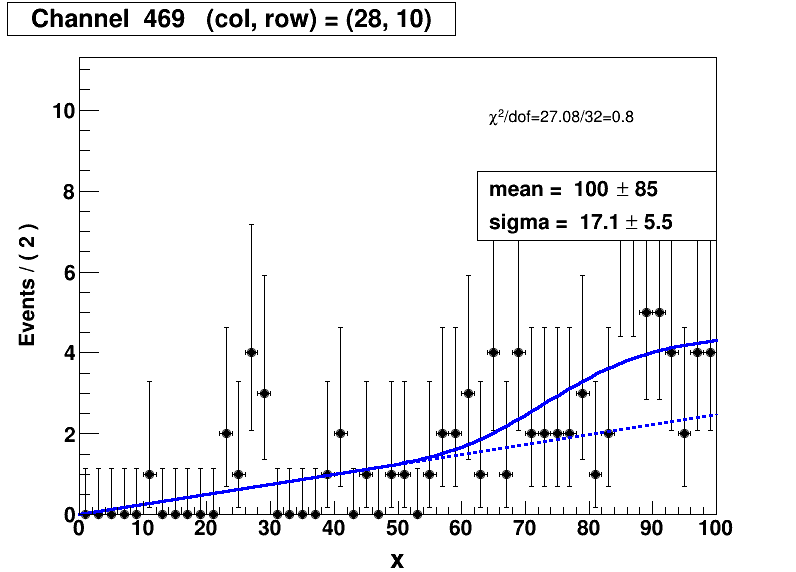 Channel 469 (col, row) = (28, 10)
χ²/dof=27.08/32=0.8
mean = 100 ± 85
sigma = 17.1 ± 5.5
Events / ( 2 )
10
8
6
4
2
0
0 10 20 30 40 50 60 70 80 90 100
x